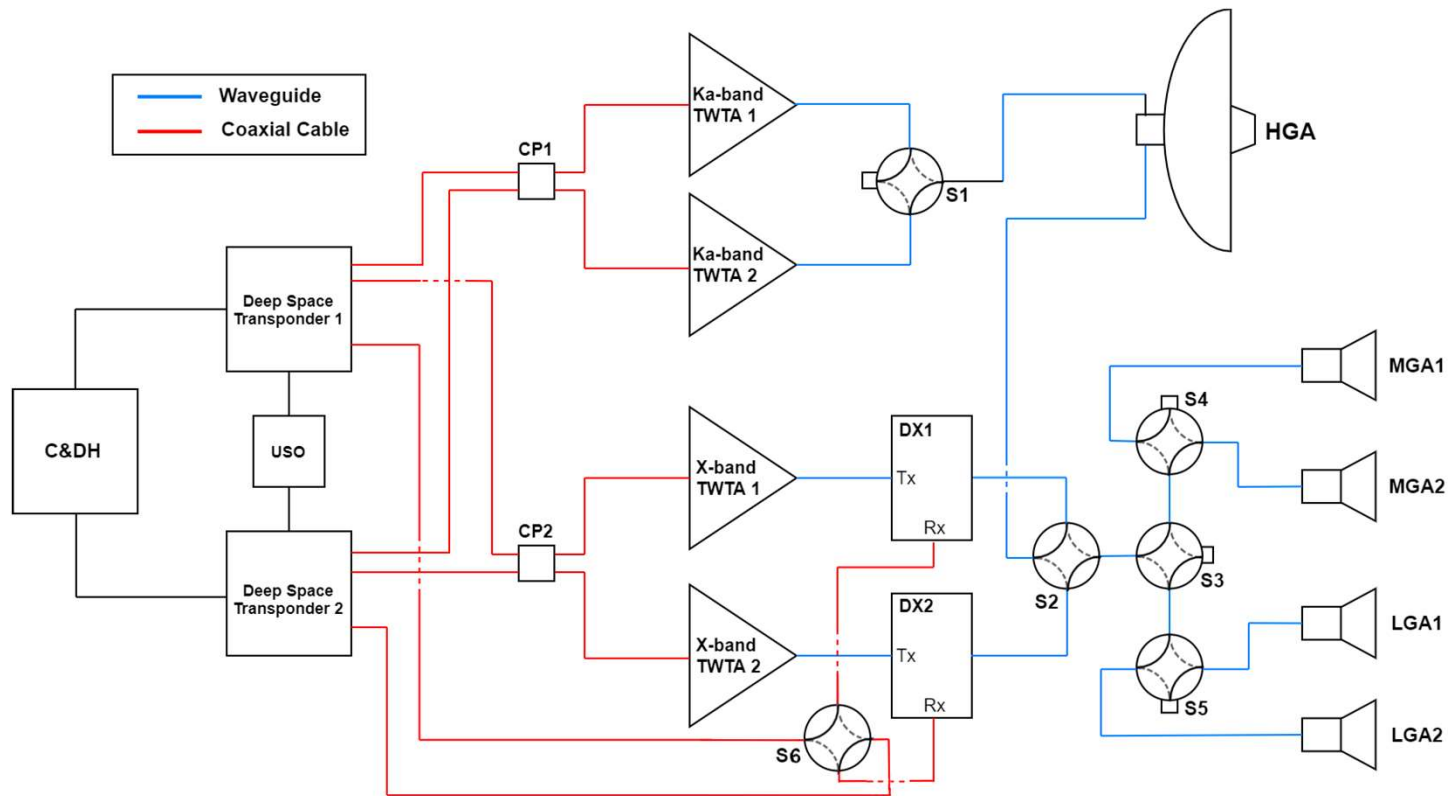 Waveguide
Coaxial Cable
Ka-band
TWTA 1
HGA
CP1
S1
Ka-band
TWTA 2
Deep Space
Transponder 1
MGA1
S4
C&DH
USO
DX1
X-band
TWTA 1
Tx
MGA2
Rx
CP2
S3
S2
Deep Space
Transponder 2
DX2
LGA1
X-band
TWTA 2
Tx
Rx
S5
LGA2
S6